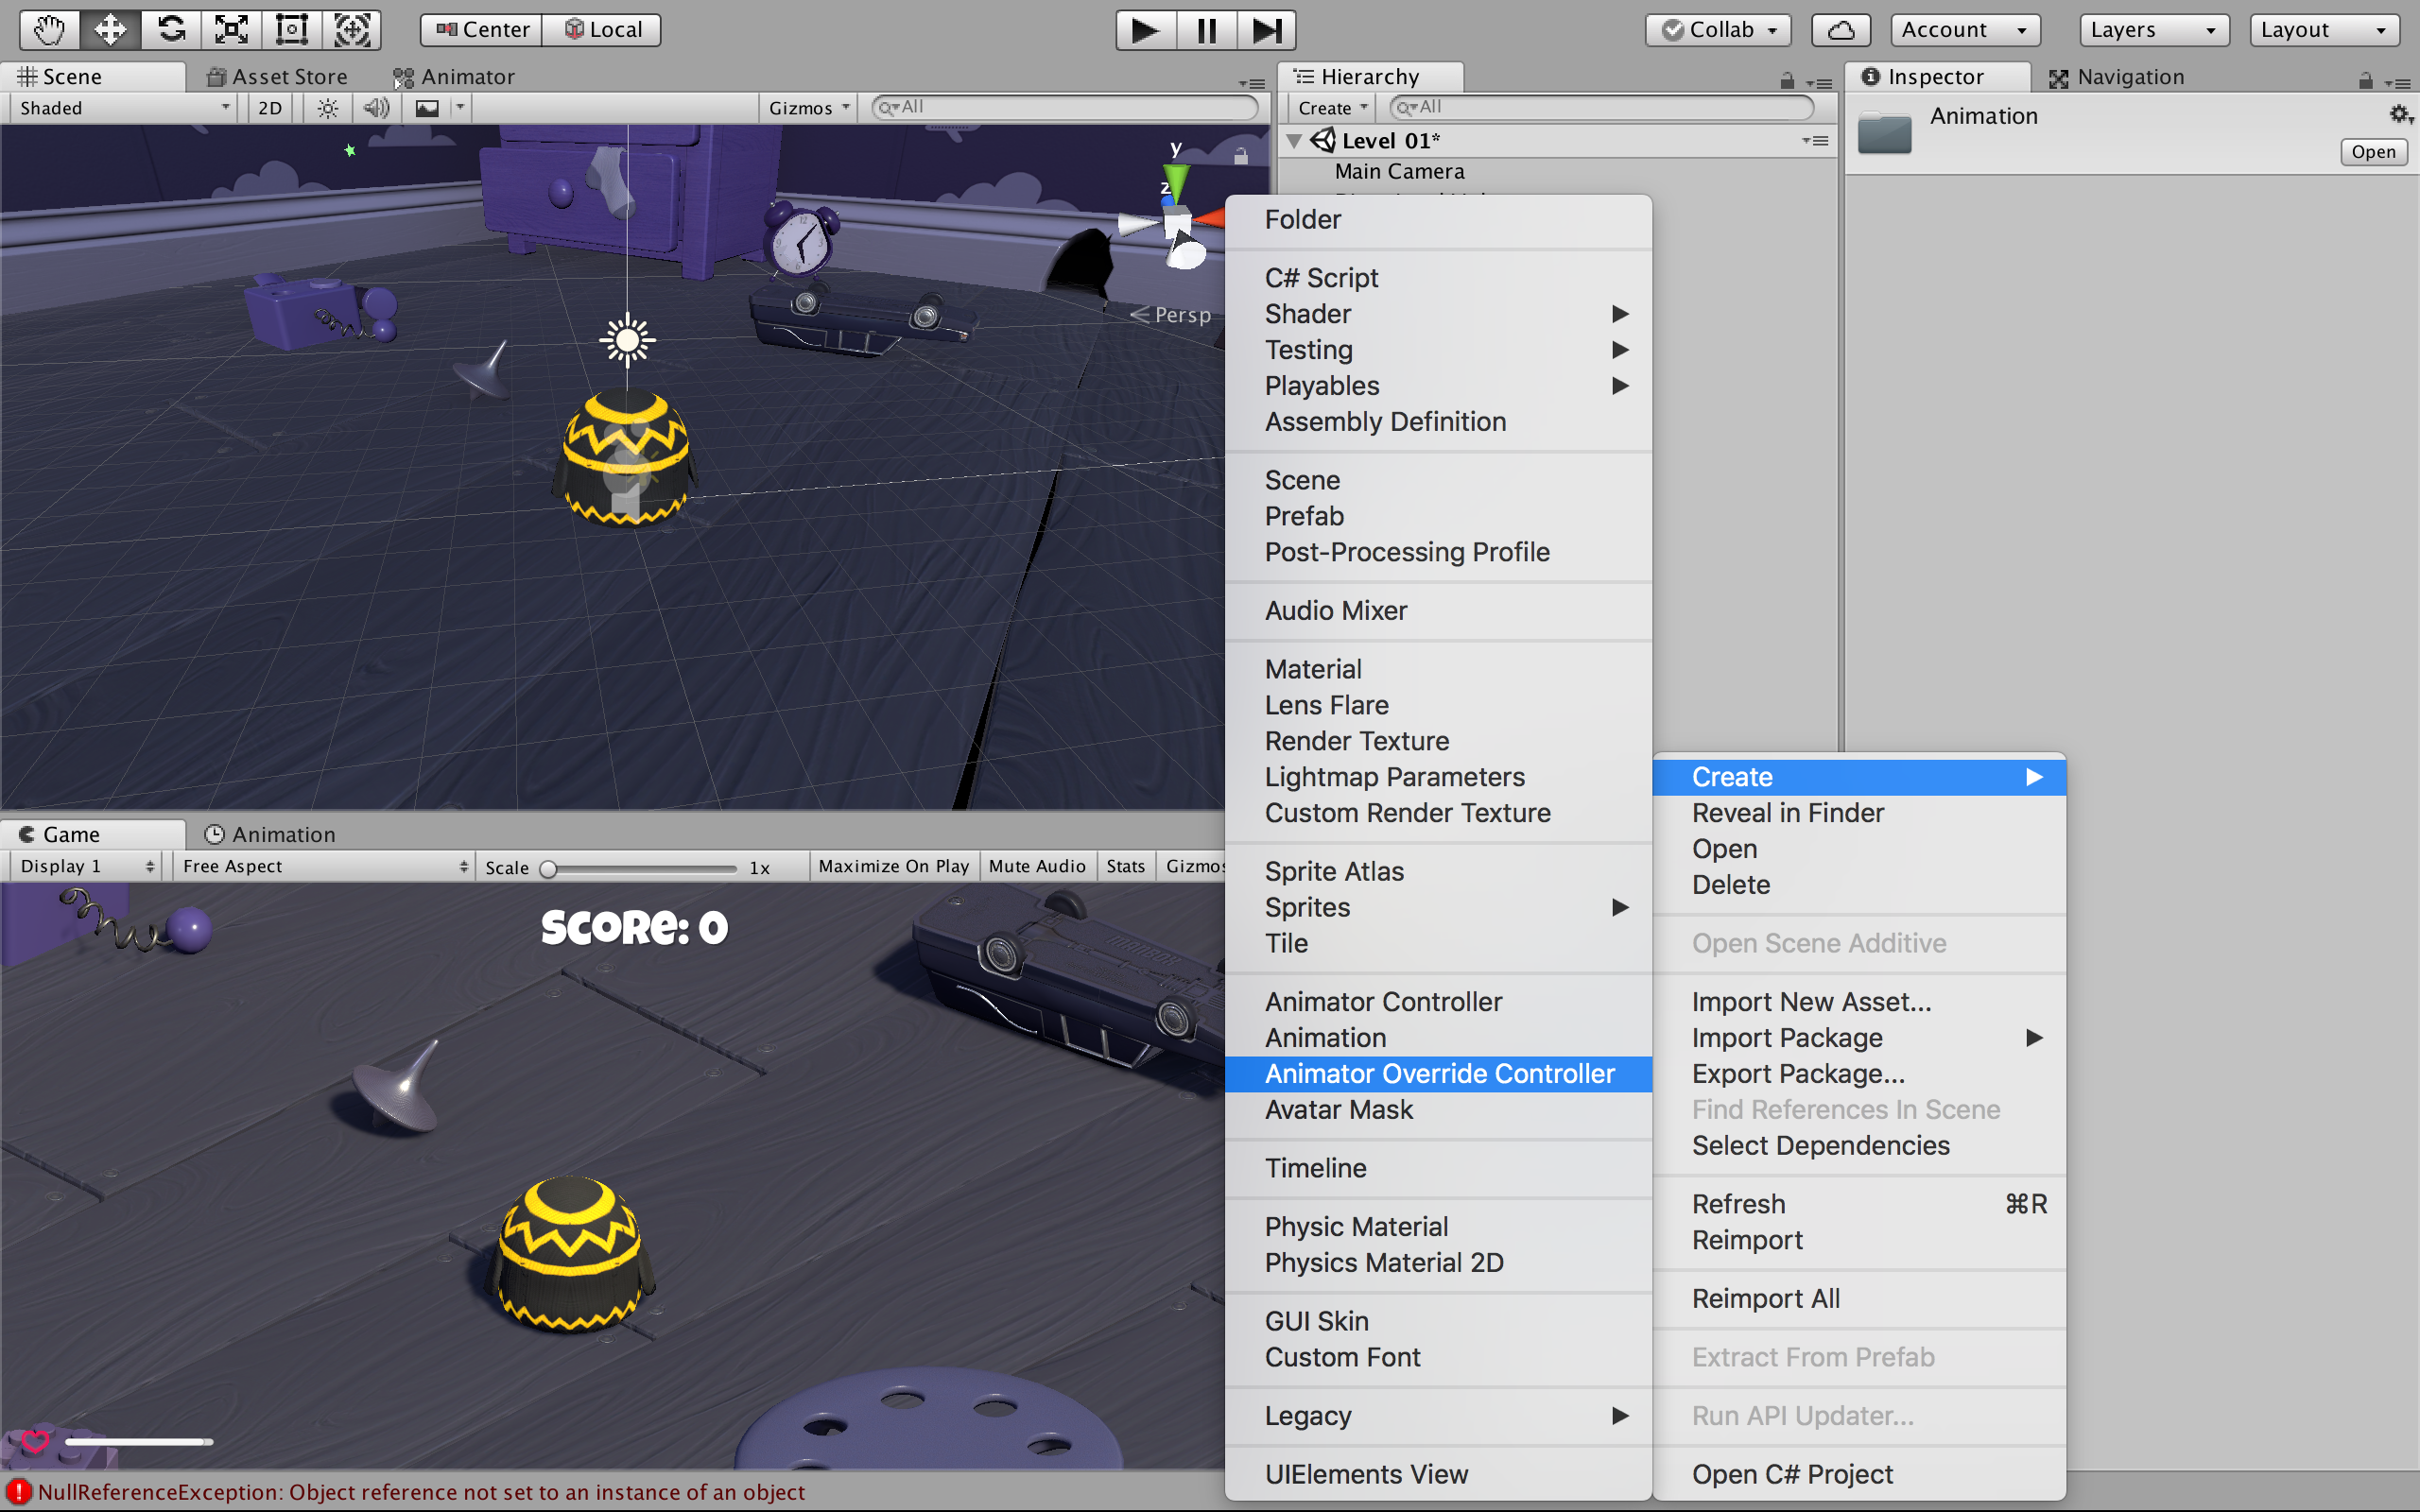 Center
Local
Collab
Account
Layers
Layout
Scene
Asset Store
Animator
Shaded
2D
Gizmos
All
y
z
Persp
Hierarchy
Create
All
Level 01*
Main Camera
Inspector
Navigation
Animation
Open
Folder
C# Script
Shader
Testing
Playables
Assembly Definition
Scene
Prefab
Post-Processing Profile
Audio Mixer
Material
Lens Flare
Render Texture
Lightmap Parameters
Custom Render Texture
Sprite Atlas
Sprites
Tile
Animator Controller
Animation
Animator Override Controller
Avatar Mask
Timeline
Physic Material
Physics Material 2D
GUI Skin
Custom Font
Legacy
UIElements View
Create
Reveal in Finder
Open
Delete
Open Scene Additive
Import New Asset...
Import Package
Export Package...
Find References In Scene
Select Dependencies
Refresh ⌘R
Reimport
Reimport All
Extract From Prefab
Run API Updater...
Open C# Project
Game
Animation
Display 1
Free Aspect
Scale
1x
Maximize On Play
Mute Audio
Stats
Gizmos
SCORE: 0
NullReferenceException: Object reference not set to an instance of an object